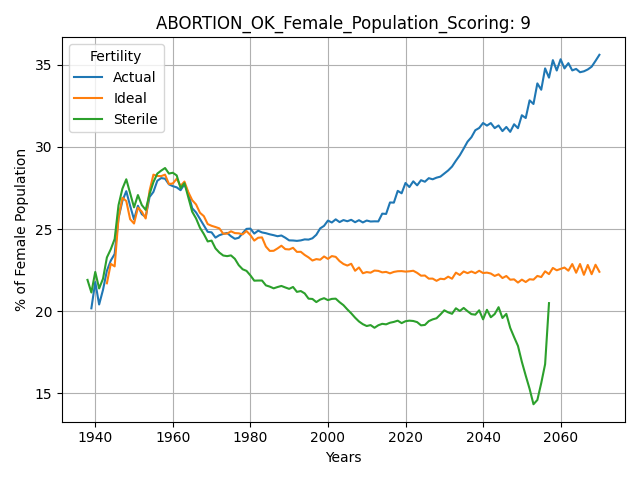 ABORTION_OK_Female_Population_Scoring: 9
Fertility
Actual
Ideal
Sterile
% of Female Population
35
30
25
20
15
1940 1960 1980 2000 2020 2040 2060
Years